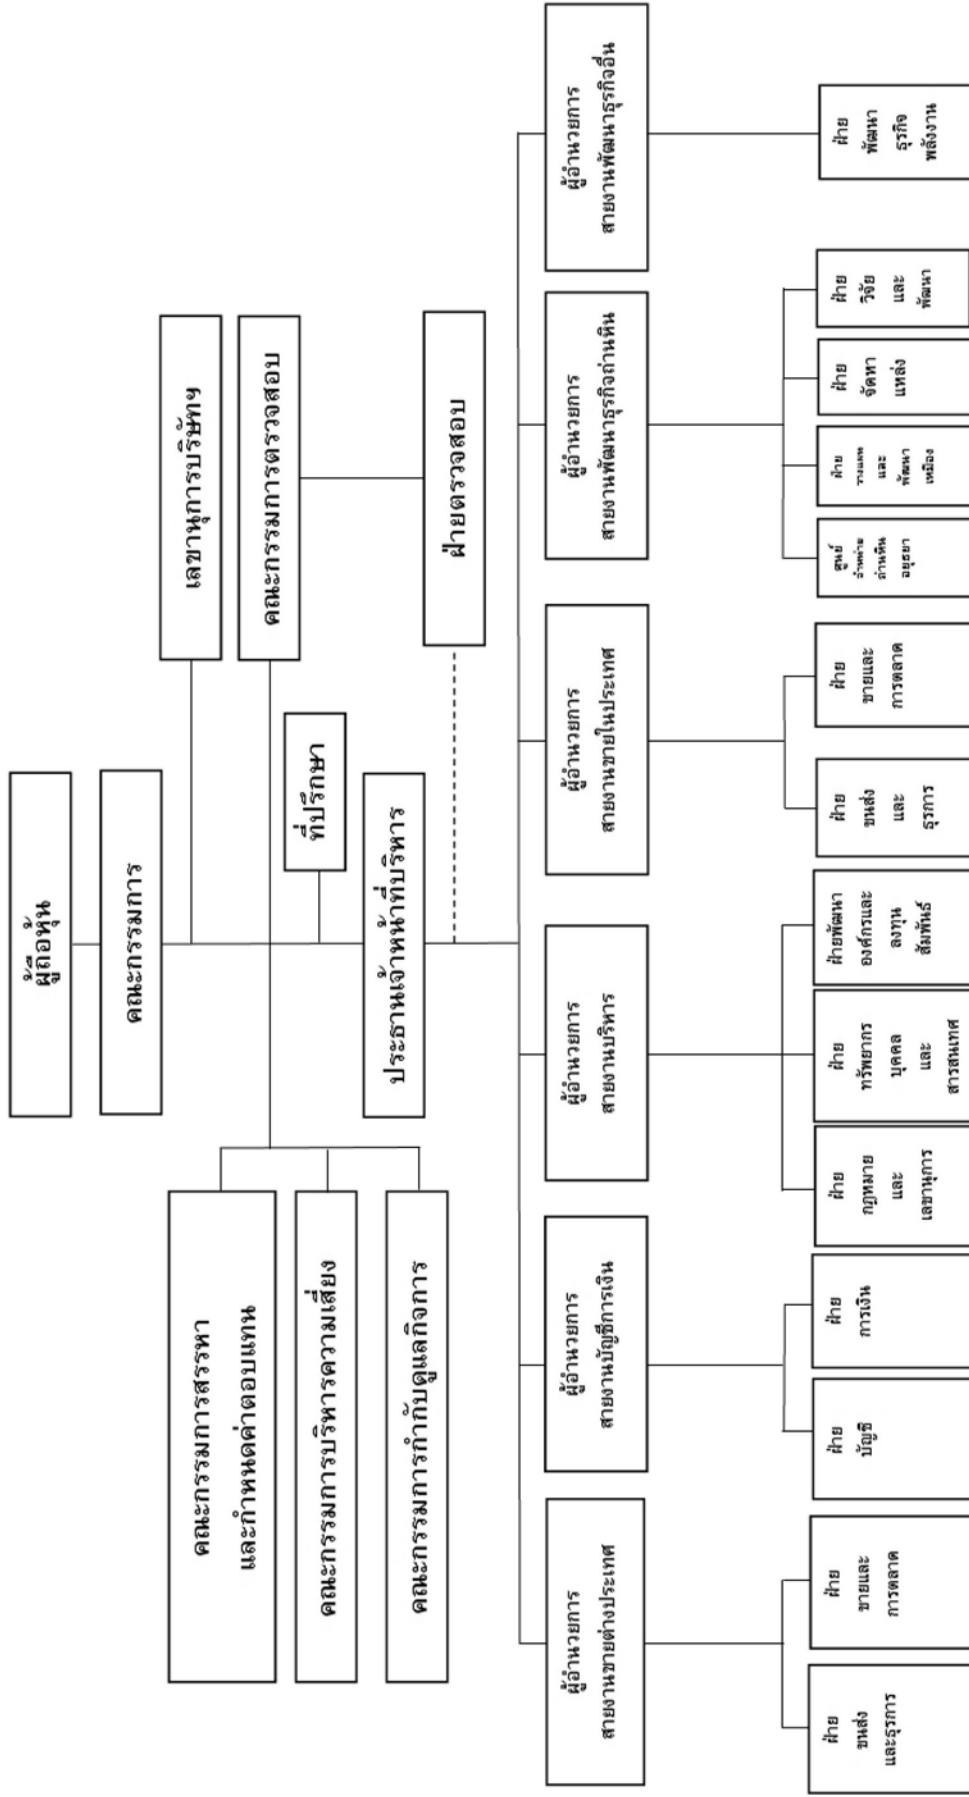 ผู้ถือหุ้น
คณะกรรมการ
เลขานุการบริษัทฯ
คณะกรรมการสรรหา
และกำหนดค่าตอบแทน
คณะกรรมการตรวจสอบ
คณะกรรมการบริหารความเสี่ยง
ที่ปรึกษา
คณะกรรมการกำกับดูแลกิจการ
ประธานเจ้าหน้าที่บริหาร
ฝ่ายตรวจสอบ
ผู้อำนวยการ
สายงานขายต่างประเทศ
ผู้อำนวยการ
สายงานบัญชีการเงิน
ผู้อำนวยการ
สายงานบริหาร
ผู้อำนวยการ
สายงานขายในประเทศ
ผู้อำนวยการ
สายงานพัฒนาธุรกิจถ่านหิน
ผู้อำนวยการ
สายงานพัฒนาธุรกิจอื่น
ฝ่าย
ขนส่ง
และธุรการ
ฝ่าย
ขายและ
การตลาด
ฝ่าย
บัญชี
ฝ่าย
การเงิน
ฝ่าย
กฎหมาย
และ
เลขานุการ
ฝ่าย
ทรัพยากร
บุคคล
และ
สารสนเทศ
ฝ่ายพัฒนา
องค์กรและ
ลงทุน
สัมพันธ์
ฝ่าย
ขนส่ง
และ
ธุรการ
ฝ่าย
ขายและ
การตลาด
ศูนย์
จำหน่าย
ถ่านหิน
อยุธยา
ฝ่าย
วางแผน
และ
พัฒนา
เหมือง
ฝ่าย
จัดหา
แหล่ง
ฝ่าย
วิจัย
และ
พัฒนา
ฝ่าย
พัฒนา
ธุรกิจ
พลังงาน